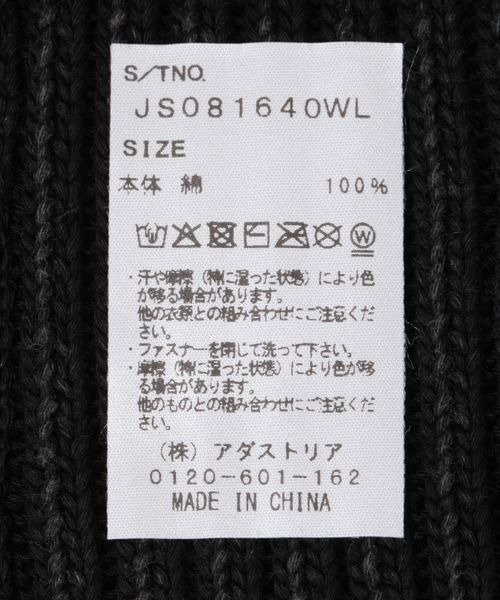 S/TNO.
JS081640WL
SIZE
本体 綿 100%
W
・汗や摩擦（特に湿った状態）により色
が移る場合があります。
他の衣類との組み合わせにご注意くだ
さい。
・ファスナーを閉じて洗って下さい。
・摩擦（特に湿った状態）により色が移
る場合があります。
他のものとの組み合わせにご注意くだ
さい。
（株）アダストリア
0120-601-162
MADE IN CHINA